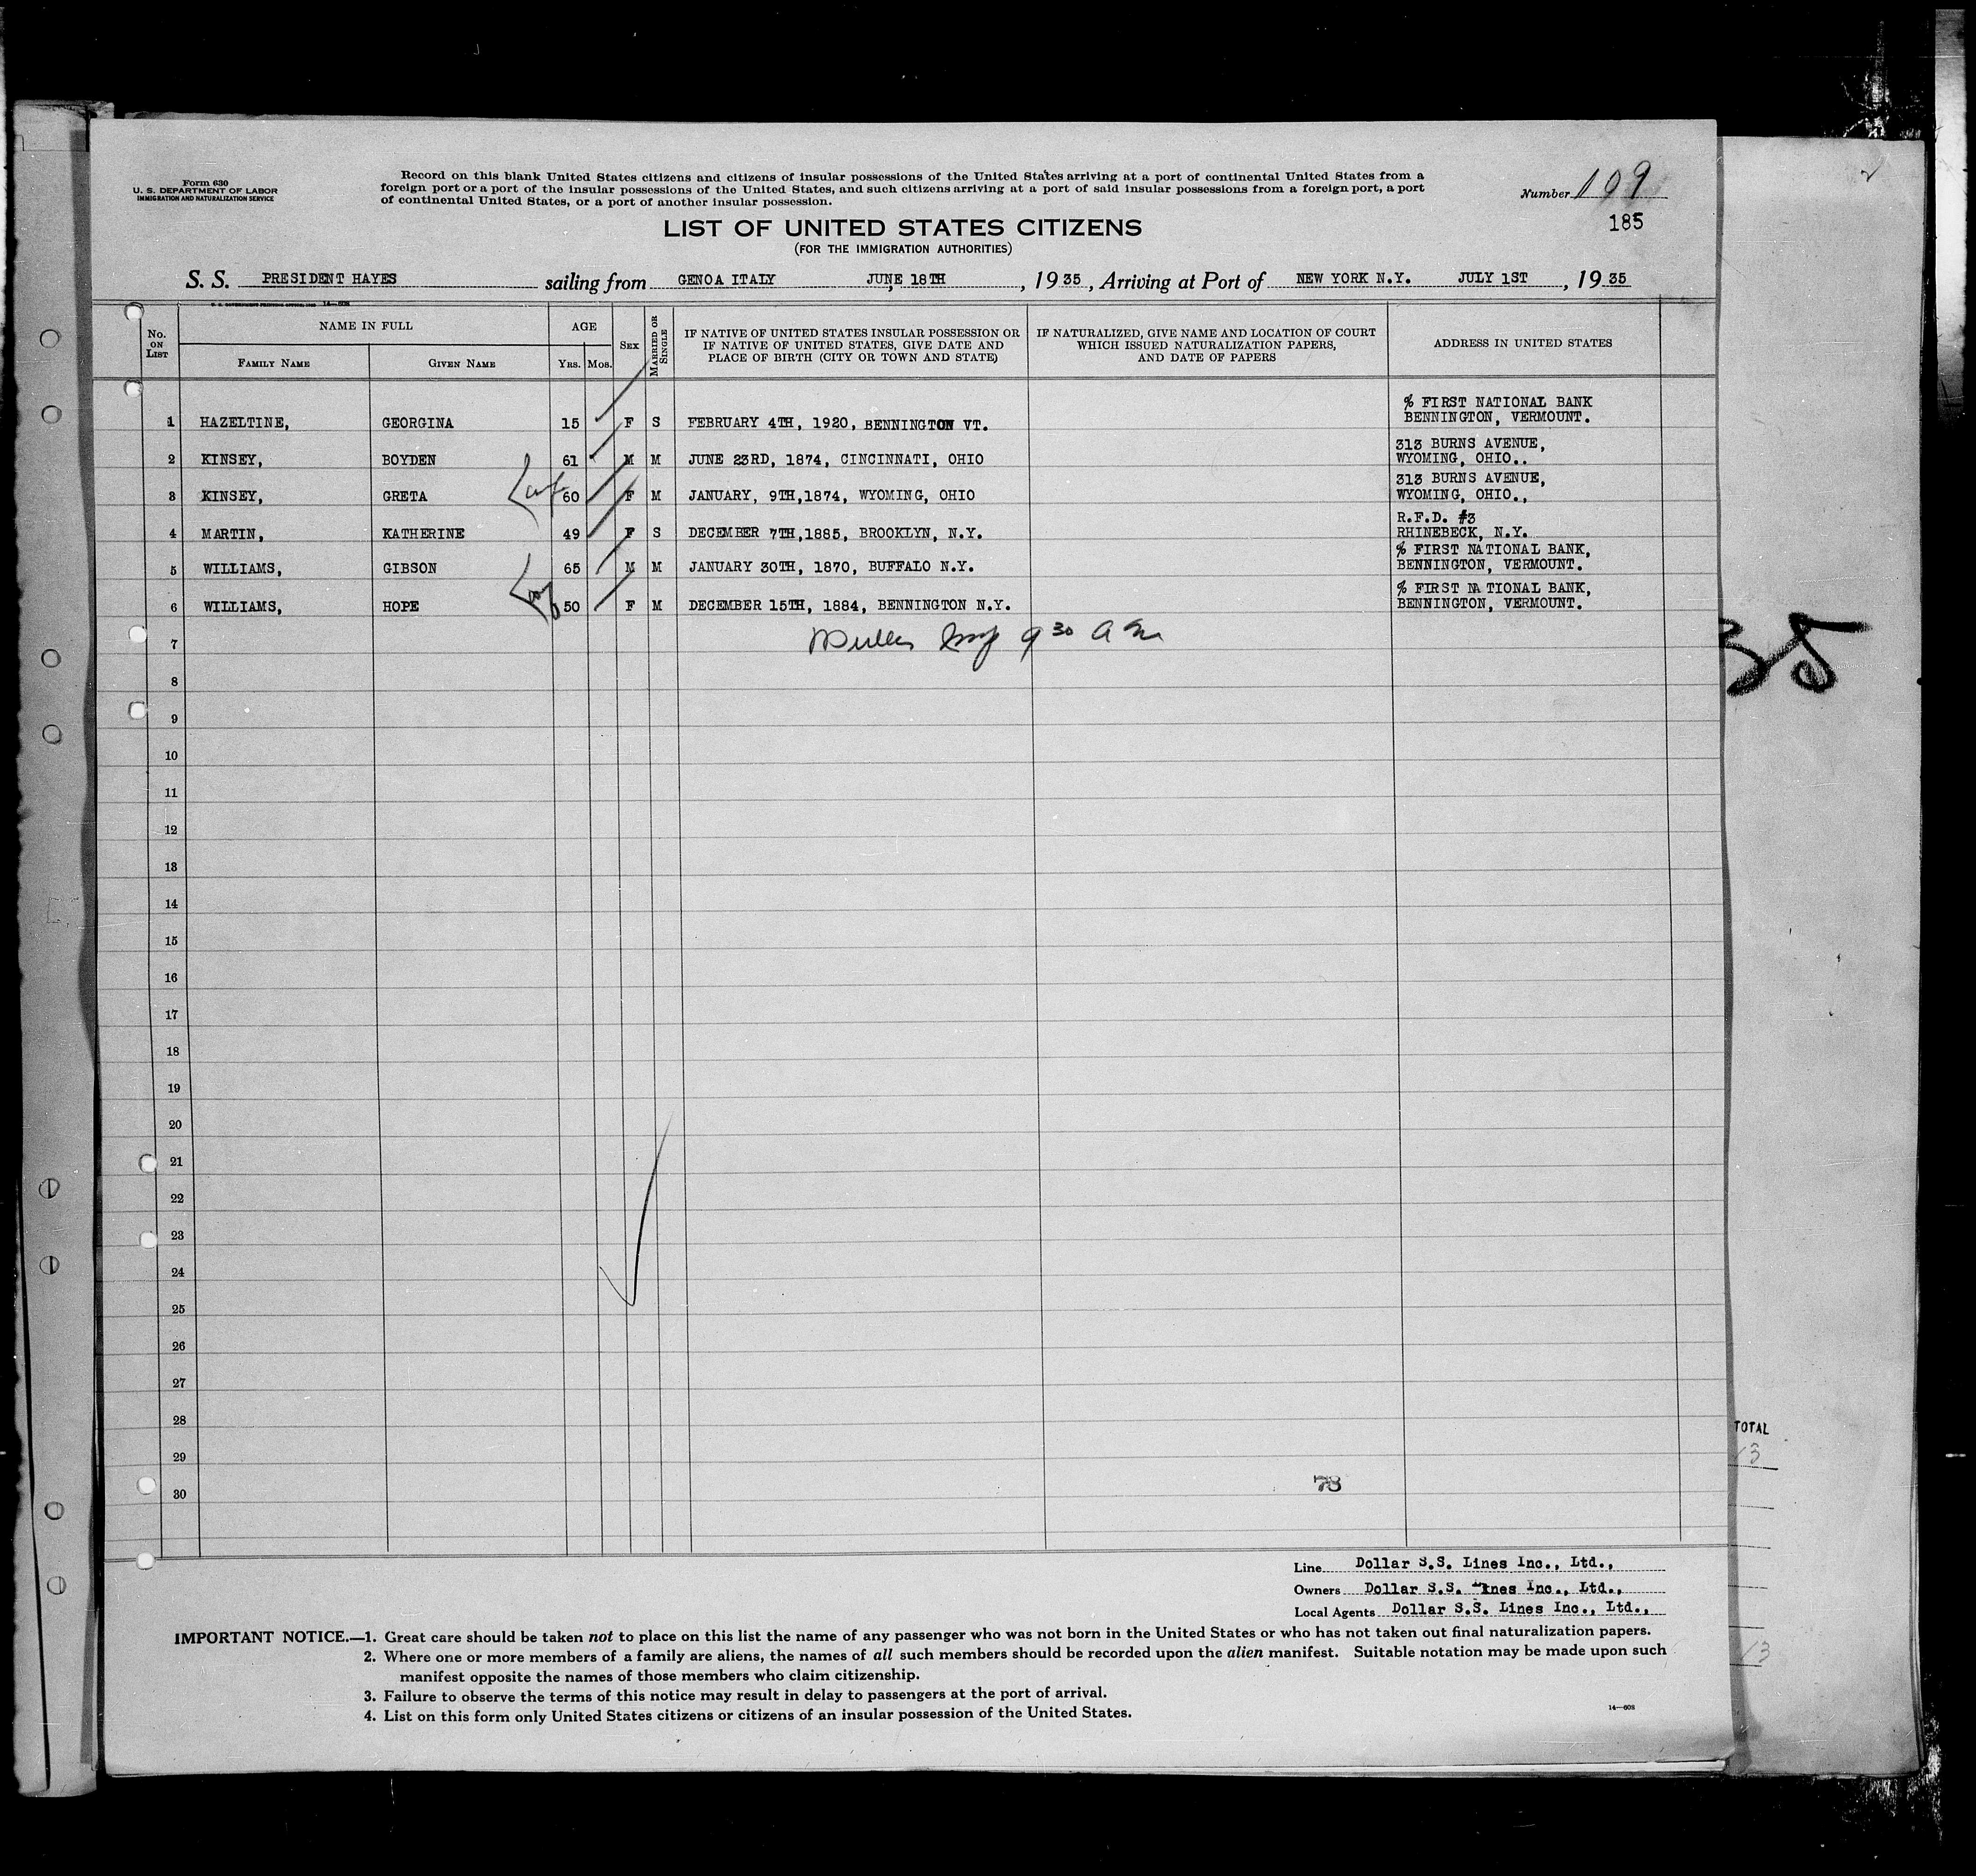 Form 630
U. S. DEPARTMENT OF LABOR
IMMIGRATION AND NATURALIZATION SERVICE
Record on this blank United States citizens and citizens of insular possessions of the United States arriving at a port of continental United States from a
foreign port or a port of the insular possessions of the United States, and such citizens arriving at a port of said insular possessions from a foreign port, a port
of continental United States, or a port of another insular possession.
Number 109
185
LIST OF UNITED STATES CITIZENS
(FOR THE IMMIGRATION AUTHORITIES)
S. S. PRESIDENT HAYES sailing from GENOA ITALY JUNE 18TH, 1935, Arriving at Port of NEW YORK N.Y. JULY 1ST, 1935
No. ON LIST
NAME IN FULL
FAMILY NAME GIVEN NAME
AGE
YRS. MOS.
SEX
MARRIED OR SINGLE
IF NATIVE OF UNITED STATES INSULAR POSSESSION OR
IF NATIVE OF UNITED STATES, GIVE DATE AND
PLACE OF BIRTH (CITY OR TOWN AND STATE)
IF NATURALIZED, GIVE NAME AND LOCATION OF COURT
WHICH ISSUED NATURALIZATION PAPERS,
AND DATE OF PAPERS
ADDRESS IN UNITED STATES
% FIRST NATIONAL BANK
1 HAZELTINE, GEORGINA 15 F S FEBRUARY 4TH, 1920, BENNINGTON VT. BENNINGTON, VERMOUNT.
313 BURNS AVENUE,
2 KINSEY, BOYDEN 61 M M JUNE 23RD, 1874, CINCINNATI, OHIO WYOMING, OHIO..
313 BURNS AVENUE,
3 KINSEY, GRETA 60 F M JANUARY, 9TH,1874, WYOMING, OHIO WYOMING, OHIO.,
R.F.D. #3
4 MARTIN, KATHERINE 49 F S DECEMBER 7TH,1885, BROOKLYN, N.Y. RHINEBECK, N.Y.
% FIRST NATIONAL BANK,
5 WILLIAMS, GIBSON 65 M M JANUARY 30TH, 1870, BUFFALO N.Y. BENNINGTON, VERMOUNT.
% FIRST NATIONAL BANK,
6 WILLIAMS, HOPE 50 F M DECEMBER 15TH, 1884, BENNINGTON N.Y. BENNINGTON, VERMOUNT.
7 9 30 A M
8
9
10
11
12
13
14
15
16
17
18
19
20
21
22
23
24
25
26
27
28
29
30
78
35
TOTAL
13
13
Line Dollar S.S. Lines Inc., Ltd.,
Owners Dollar S.S. Lines Inc., Ltd.,
Local Agents Dollar S.S. Lines Inc., Ltd.,
IMPORTANT NOTICE.—1. Great care should be taken not to place on this list the name of any passenger who was not born in the United States or who has not taken out final naturalization papers.
2. Where one or more members of a family are aliens, the names of all such members should be recorded upon the alien manifest. Suitable notation may be made upon such
manifest opposite the names of those members who claim citizenship.
3. Failure to observe the terms of this notice may result in delay to passengers at the port of arrival.
4. List on this form only United States citizens or citizens of an insular possession of the United States.
14—608